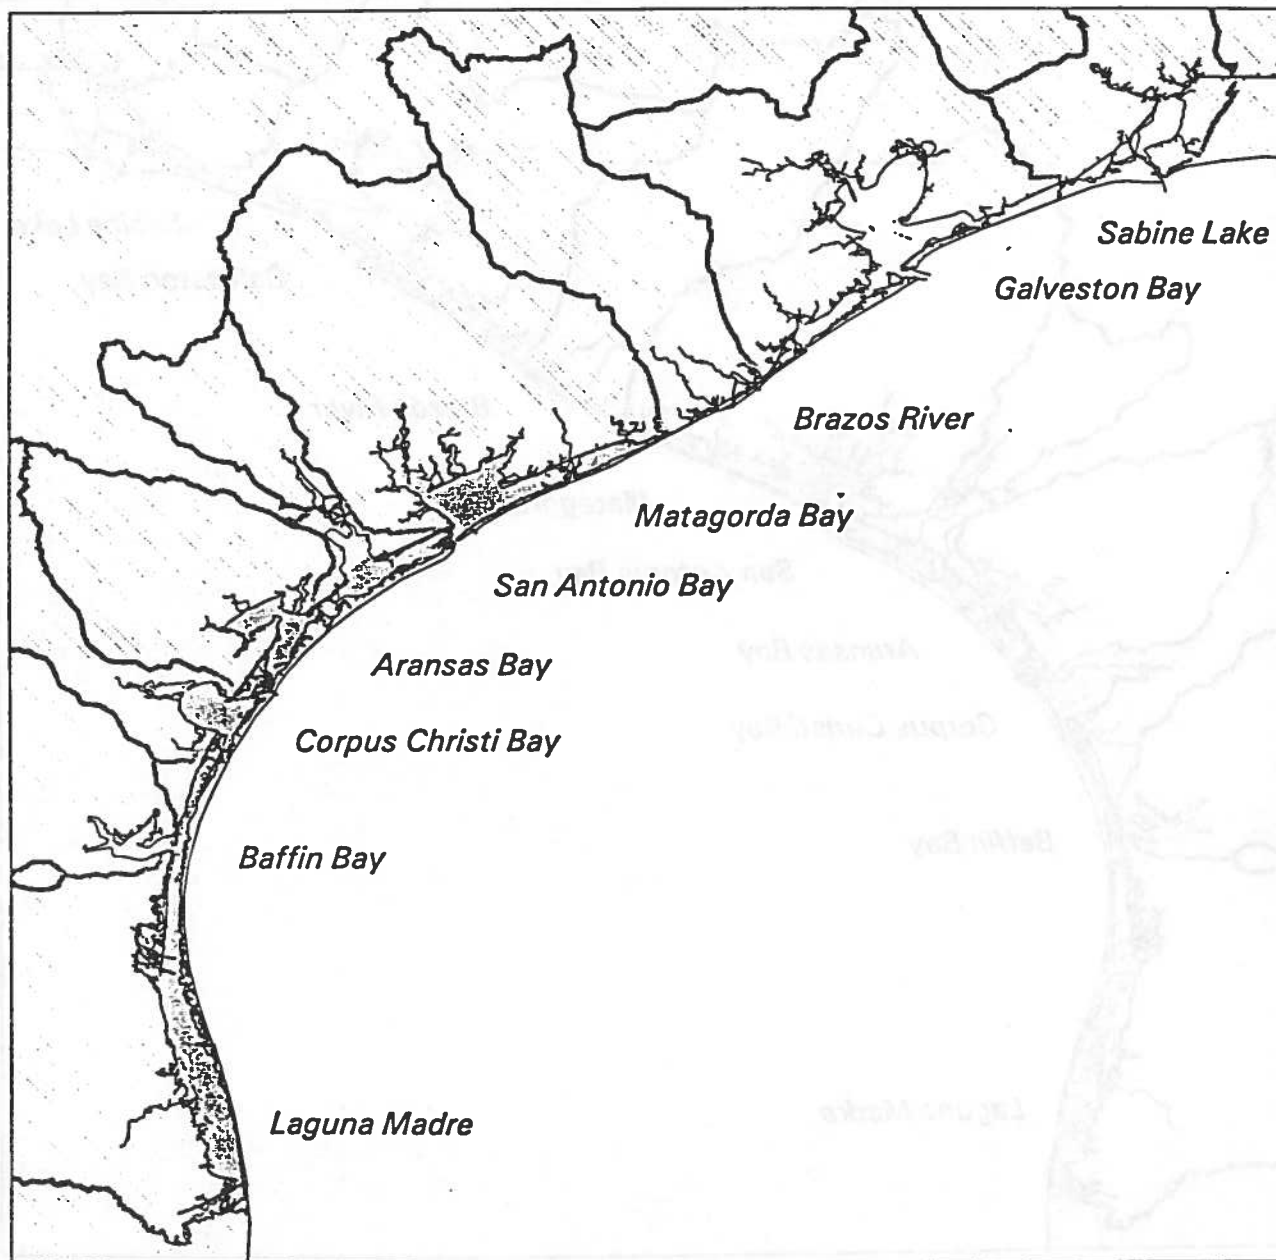 Sabine Lake
Galveston Bay
Brazos River
Matagorda Bay
San Antonio Bay
Aransas Bay
Corpus Christi Bay
Baffin Bay
Laguna Madre